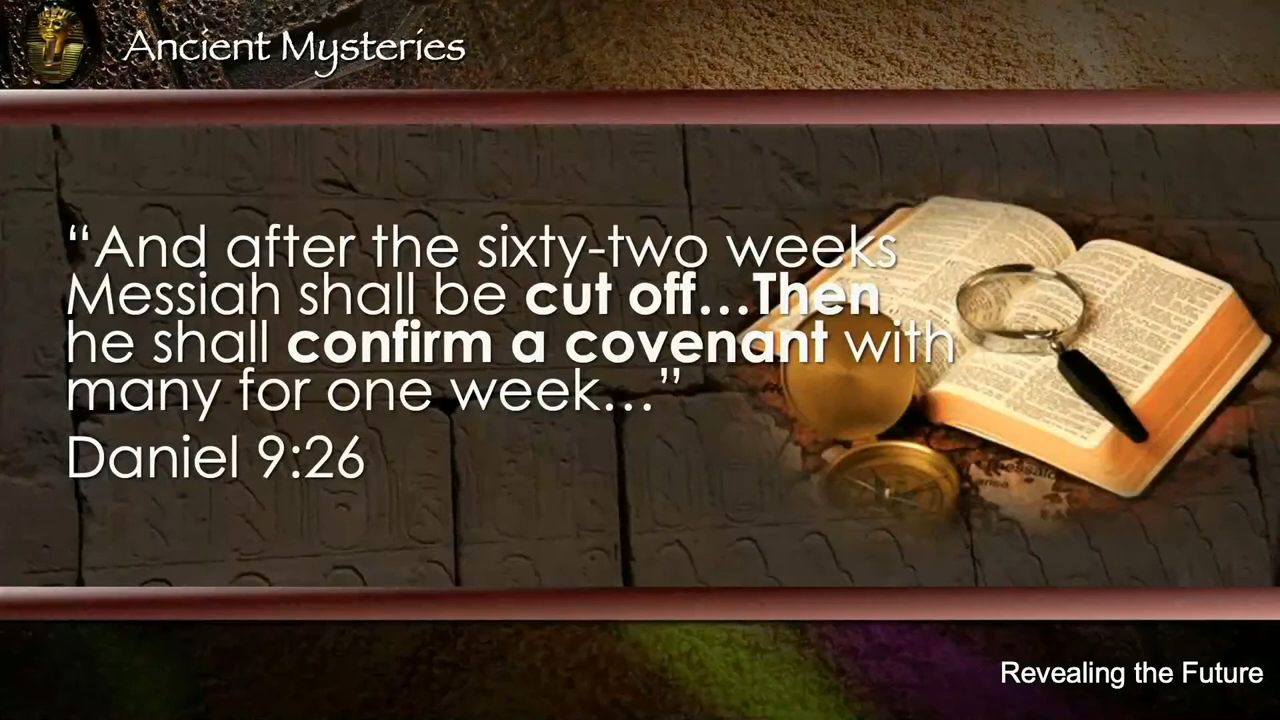 Ancient Mysteries
“And after the sixty-two weeks
Messiah shall be cut off…Then
he shall confirm a covenant with
many for one week…”
Daniel 9:26
Revealing the Future